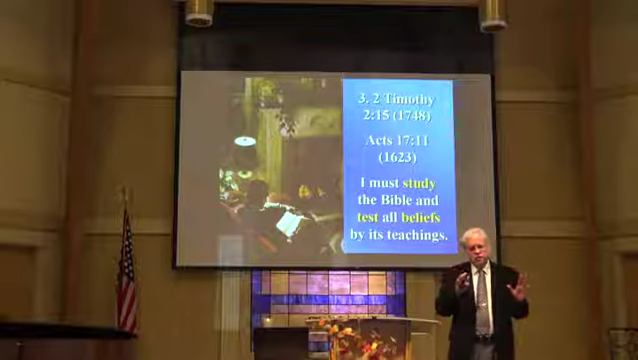 3. 2 Timothy
2:15 (1748)
Acts 17:11
(1623)
I must study
the Bible and
test all beliefs
by its teachings.